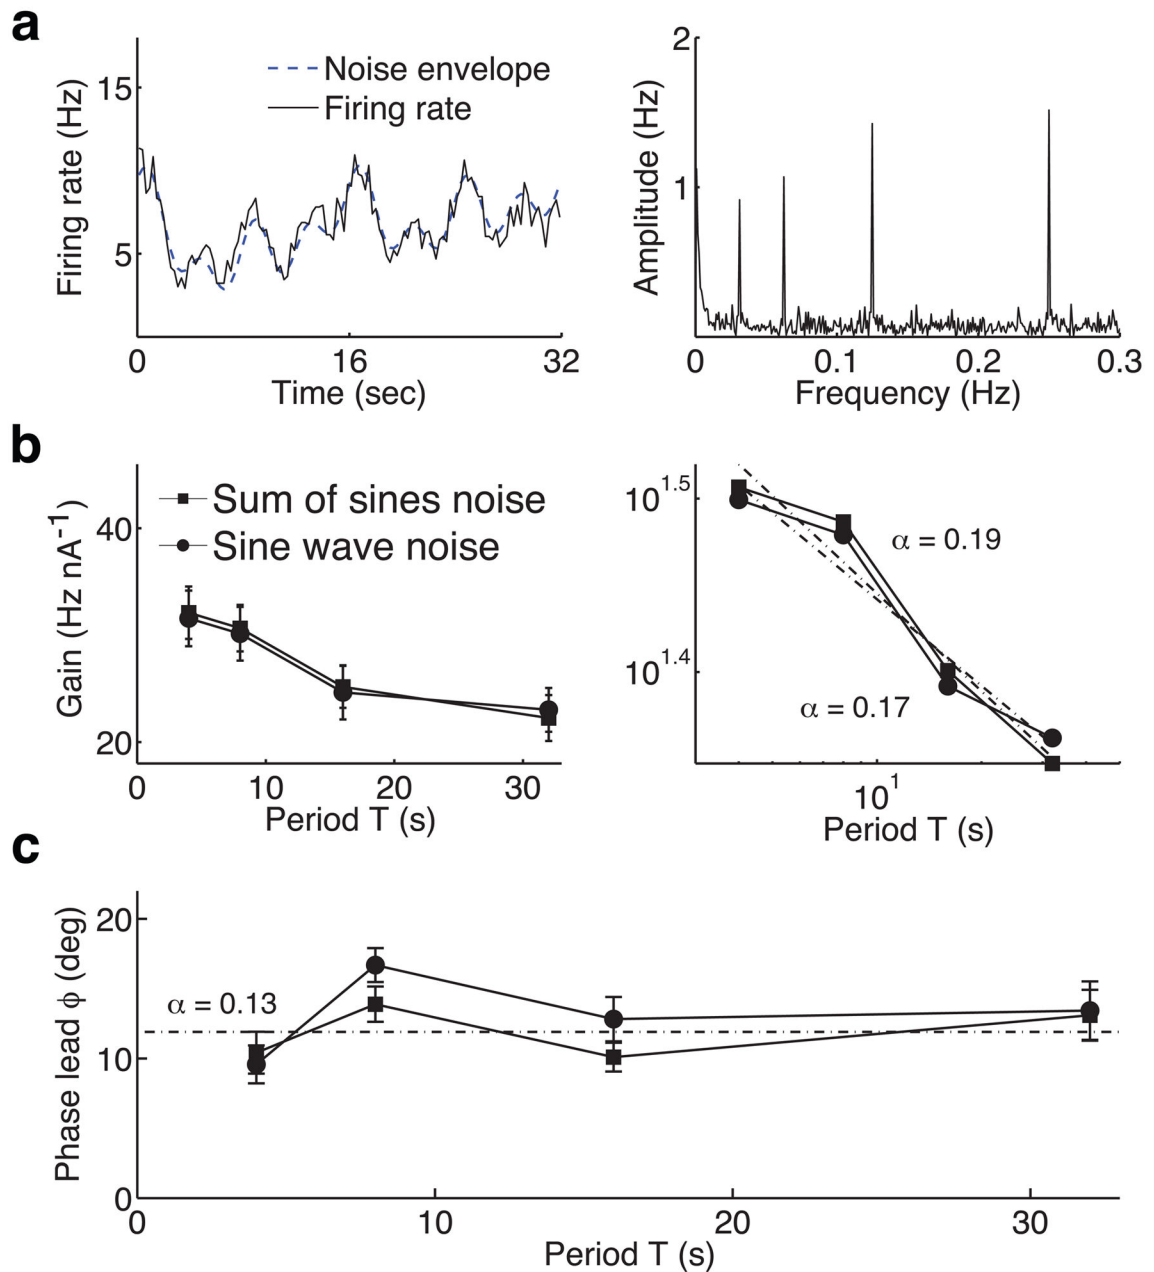 a
Noise envelope
Firing rate
15
5
Firing rate (Hz)
0 16 32
Time (sec)
2
1
Amplitude (Hz)
0 0.1 0.2 0.3
Frequency (Hz)
b
Sum of sines noise
Sine wave noise
40
20
Gain (Hz nA⁻¹)
0 10 20 30
Period T (s)
10^1.5
10^1.4
α = 0.19
α = 0.17
10^1
Period T (s)
c
20
10
0
Phase lead ϕ (deg)
α = 0.13
0 10 20 30
Period T (s)